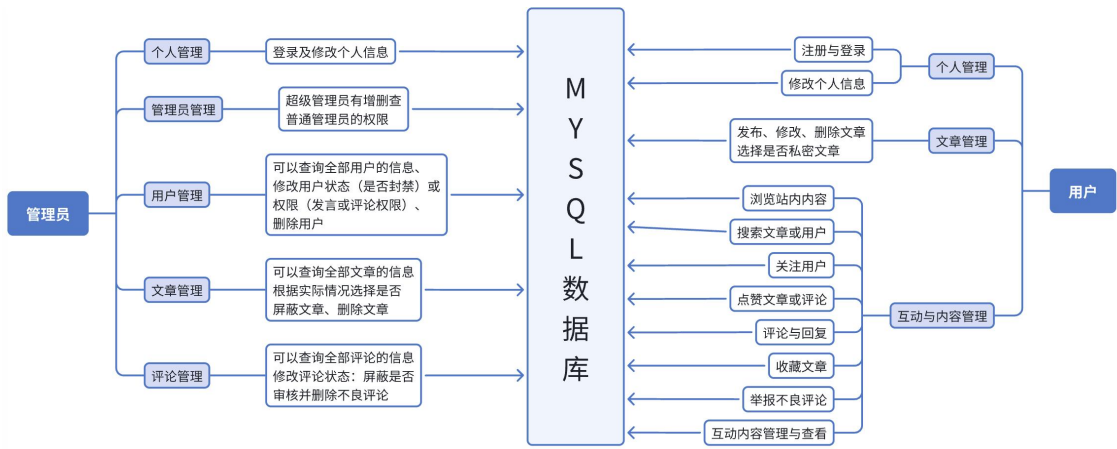 管理员
个人管理
登录及修改个人信息
管理员管理
超级管理员有增删查
普通管理员的权限
用户管理
可以查询全部用户的信息、
修改用户状态（是否封禁）或
权限（发言或评论权限）、
删除用户
文章管理
可以查询全部文章的信息
根据实际情况选择是否
屏蔽文章、删除文章
评论管理
可以查询全部评论的信息
修改评论状态：屏蔽是否
审核并删除不良评论
M
Y
S
Q
L
数
据
库
注册与登录
修改个人信息
个人管理
发布、修改、删除文章
选择是否私密文章
文章管理
浏览站内内容
搜索文章或用户
关注用户
点赞文章或评论
评论与回复
收藏文章
举报不良评论
互动内容管理与查看
互动与内容管理
用户